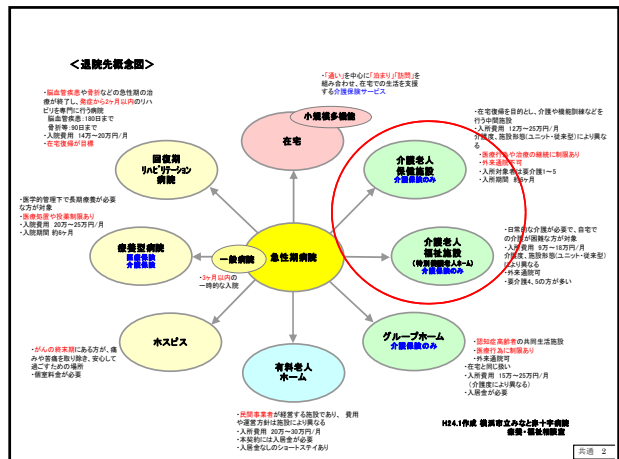 ＜退院先概念図＞
・脳血管疾患や骨折などの急性期の治
療が終了し、発症から2ヶ月以内のリハ
ビリを専門に行う病院
脳血管疾患:180日まで
骨折等:90日まで
・入院費用 14万～20万円/月
・在宅復帰が目標
・「通い」を中心に「泊まり」「訪問」を
組み合わせ、在宅での生活を支援
する介護保険サービス
小規模多機能
在宅
・在宅復帰を目的とし、介護や機能訓練などを
行う中間施設
・入所費用 12万～25万円/月
介護度、施設形態(ユニット・従来型)により異な
る
・医療行為や治療の継続に制限あり
・外来通院不可
・入所対象者は要介護1～5
・入所期間 約6ヶ月
回復期
リハビリテーション
病院
介護老人
保健施設
介護保険のみ
・医学的管理下で長期療養が必要
な方が対象
・医療処置や投薬制限あり
・入院費用 20万～25万円/月
・入院期間 約6ヶ月
療養型病院
医療保険
介護保険
一般病院
・3ヶ月以内の
一時的な入院
急性期病院
介護老人
福祉施設
(特別養護老人ホーム)
介護保険のみ
・日常的な介護が必要で、自宅で
の介護が困難な方が対象
・入所費用 9万～18万円/月
介護度、施設形態(ユニット・従来型)
により異なる
・外来通院可
・要介護4、5の方が多い
ホスピス
・がんの終末期にある方が、痛
みや苦痛を取り除き、安心して
過ごすための場所
・個室料金が必要
有料老人
ホーム
・民間事業者が経営する施設であり、 費用
や運営方針は施設により異なる
・入所費用 20万～30万円/月
・本契約には入居金が必要
・入居金なしのショートステイあり
グループホーム
介護保険のみ
・認知症高齢者の共同生活施設
・医療行為に制限あり
・外来通院可
・在宅と同じ扱い
・入所費用 15万～25万円/月
(介護度により異なる)
・入居金が必要
H24.1作成 横浜市立みなと赤十字病院
療養・福祉相談室
共通 2